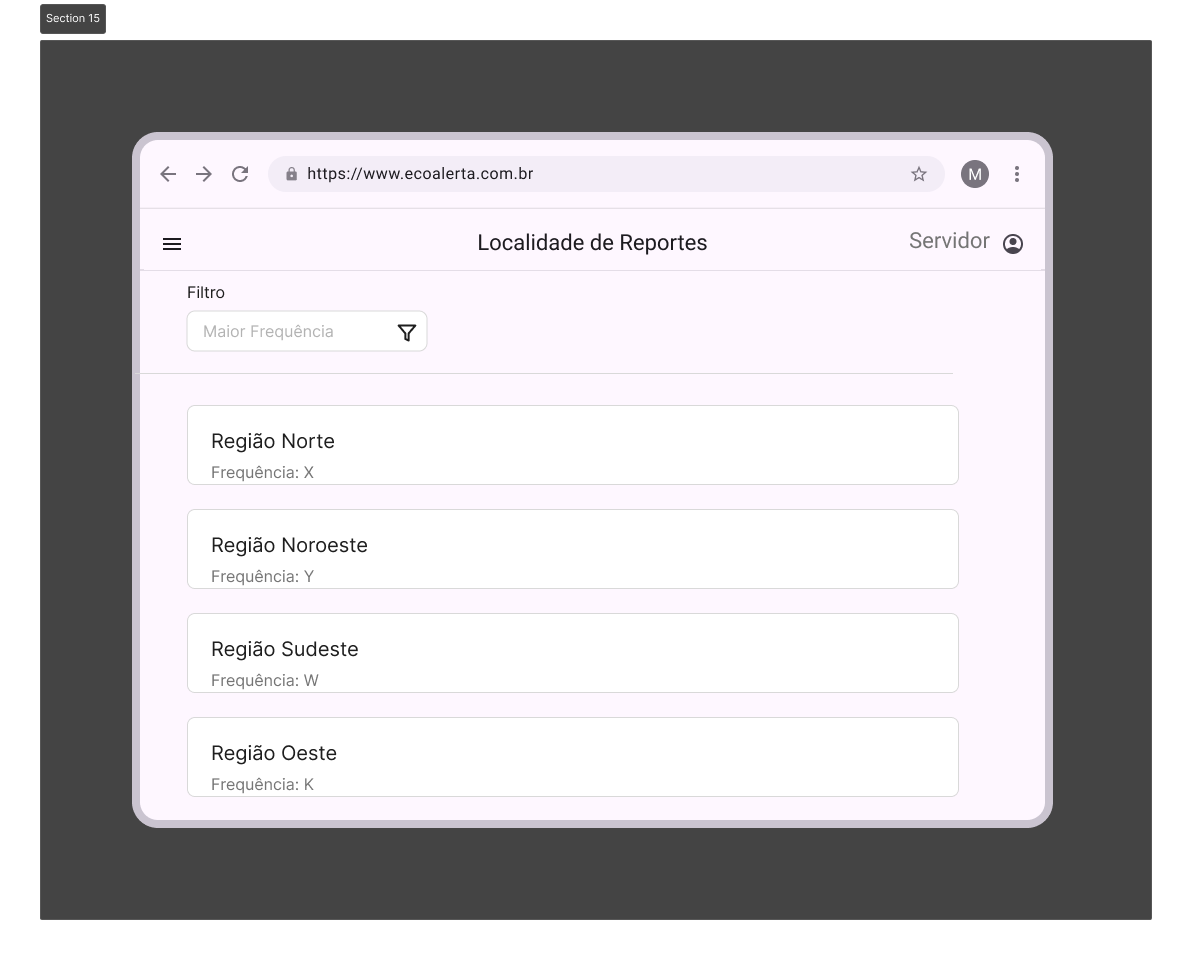 Section 15
https://www.ecoalerta.com.br
M
Localidade de Reportes
Servidor
Filtro
Maior Frequência
Região Norte
Frequência: X
Região Noroeste
Frequência: Y
Região Sudeste
Frequência: W
Região Oeste
Frequência: K